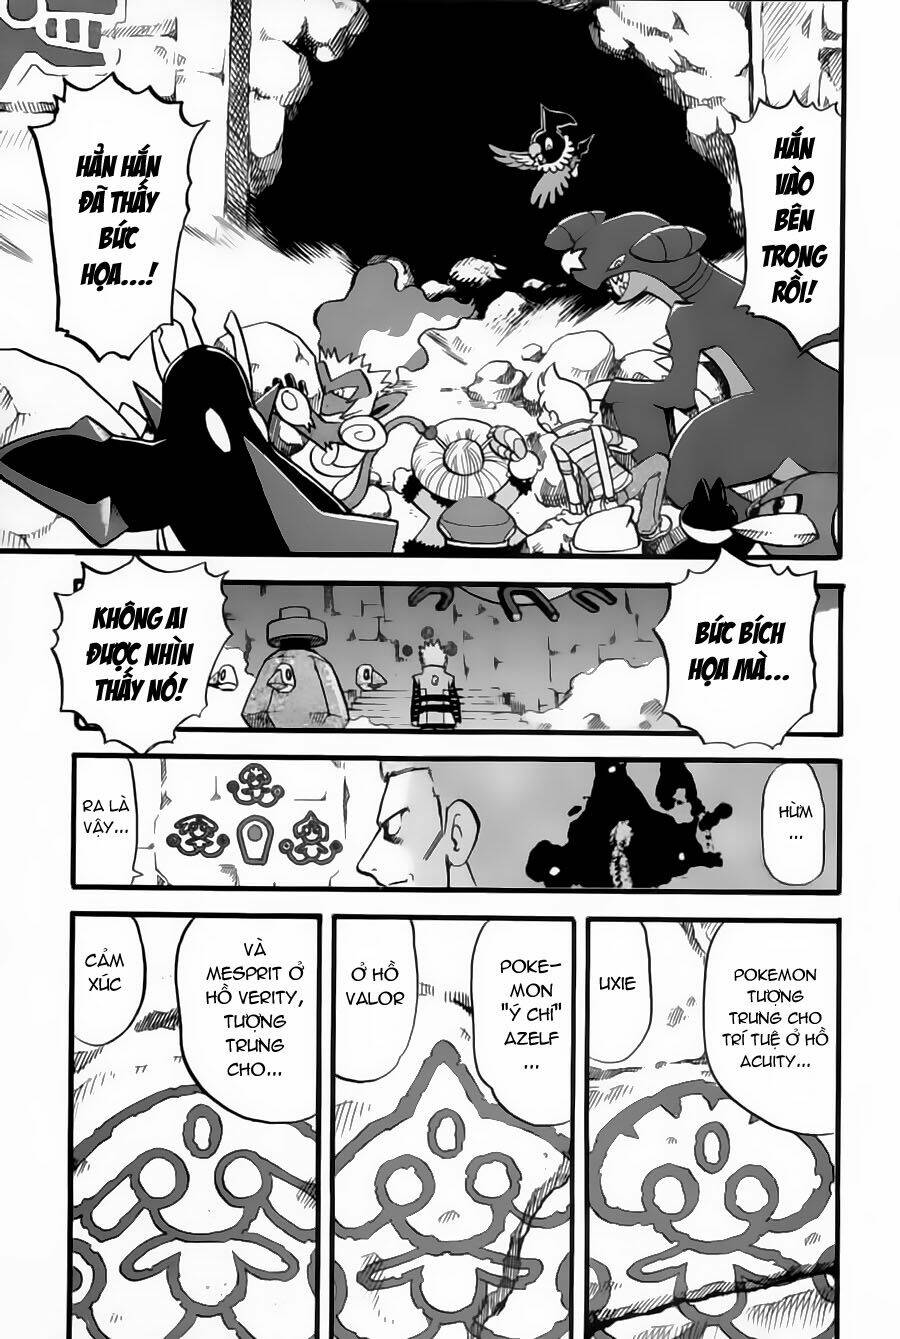 HẮN
VÀO
BÊN
TRONG
RỒI!
HẲN HẮN
ĐÃ THẤY
BỨC
HỌA...!
BỨC BÍCH
HỌA MÀ...
KHÔNG AI
ĐƯỢC NHÌN
THẤY NÓ!
HỪM
...
RA LÀ
VẬY...
POKEMON
TƯỢNG
TRƯNG CHO
TRÍ TUỆ Ở HỒ
ACUITY...
UXIE
POKE-
MON
"Ý CHÍ"
AZELF
...
Ở HỒ
VALOR
VÀ
MESPRIT Ở
HỒ VERITY,
TƯỢNG
TRƯNG
CHO...
CẢM
XÚC